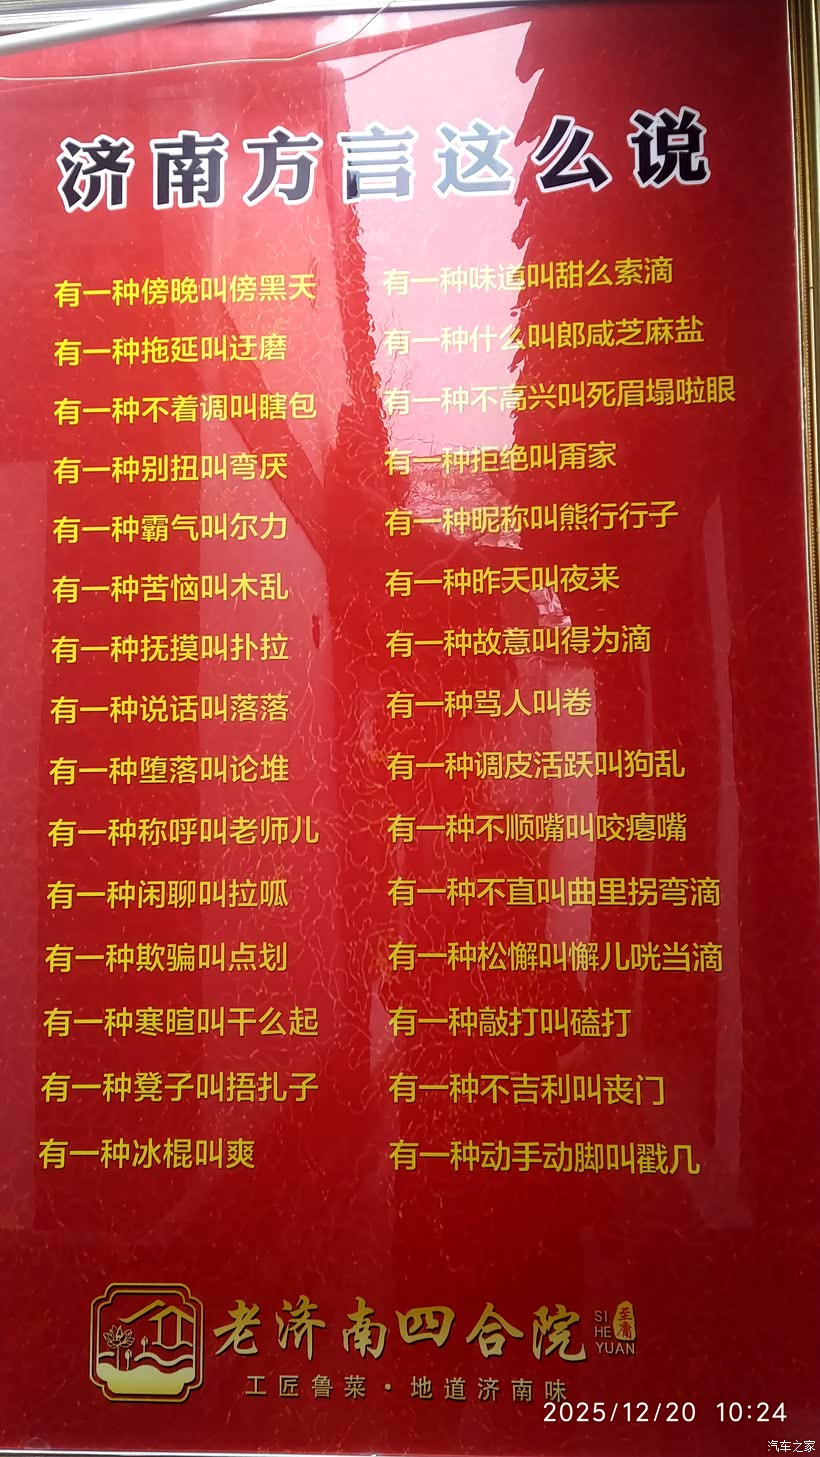 济南方言这么说
有一种傍晚叫傍黑天
有一种拖延叫迂磨
有一种不着调叫瞎包
有一种别扭叫弯厌
有一种霸气叫尔力
有一种苦恼叫木乱
有一种抚摸叫扑拉
有一种说话叫落落
有一种堕落叫论堆
有一种称呼叫老师儿
有一种闲聊叫拉呱
有一种欺骗叫点划
有一种寒暄叫干么起
有一种凳子叫捂扎子
有一种冰棍叫爽
有一种味道叫甜么索滴
有一种什么叫郎咸芝麻盐
有一种不高兴叫死眉塌啦眼
有一种拒绝叫甭家
有一种昵称叫熊行行子
有一种昨天叫夜来
有一种故意叫得为滴
有一种骂人叫卷
有一种调皮活跃叫狗乱
有一种不顺嘴叫咬瘪嘴
有一种不直叫曲里拐弯滴
有一种松懈叫懈儿咣当滴
有一种敲打叫磕打
有一种不吉利叫丧门
有一种动手动脚叫戳几
老济南四合院
SI
HE
YUAN
工匠鲁菜·地道济南味
2025/12/20 10:24
汽车之家